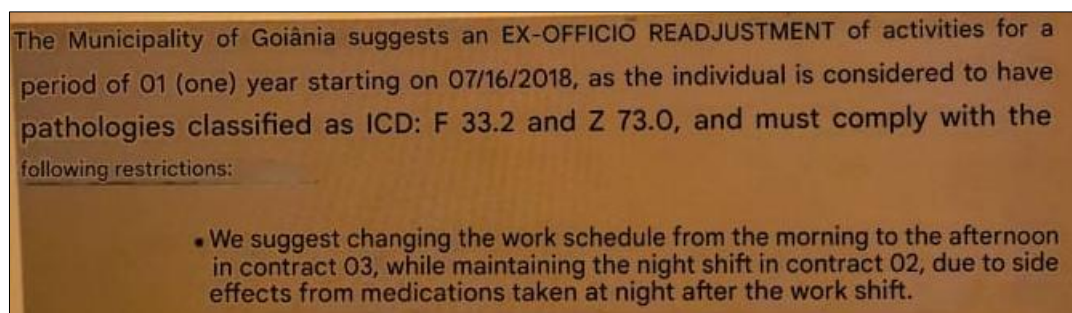 The Municipality of Goiânia suggests an EX-OFFICIO READJUSTMENT of activities for a
period of 01 (one) year starting on 07/16/2018, as the individual is considered to have
pathologies classified as ICD: F 33.2 and Z 73.0, and must comply with the
following restrictions:
• We suggest changing the work schedule from the morning to the afternoon
in contract 03, while maintaining the night shift in contract 02, due to side
effects from medications taken at night after the work shift.